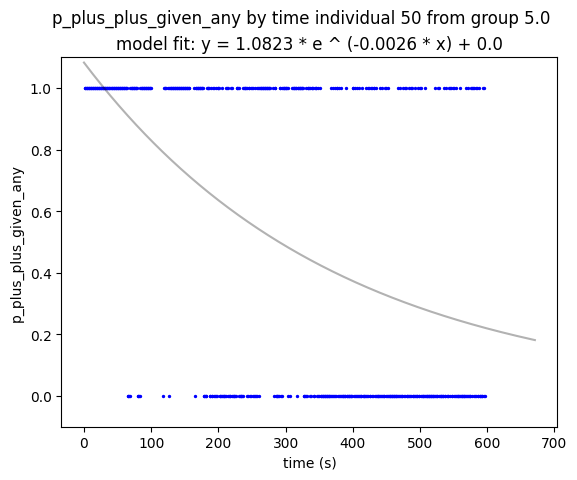 p_plus_plus_given_any by time individual 50 from group 5.0
model fit: y = 1.0823 * e ^ (-0.0026 * x) + 0.0
1.0
0.8
0.6
0.4
0.2
0.0
p_plus_plus_given_any
0 100 200 300 400 500 600 700
time (s)